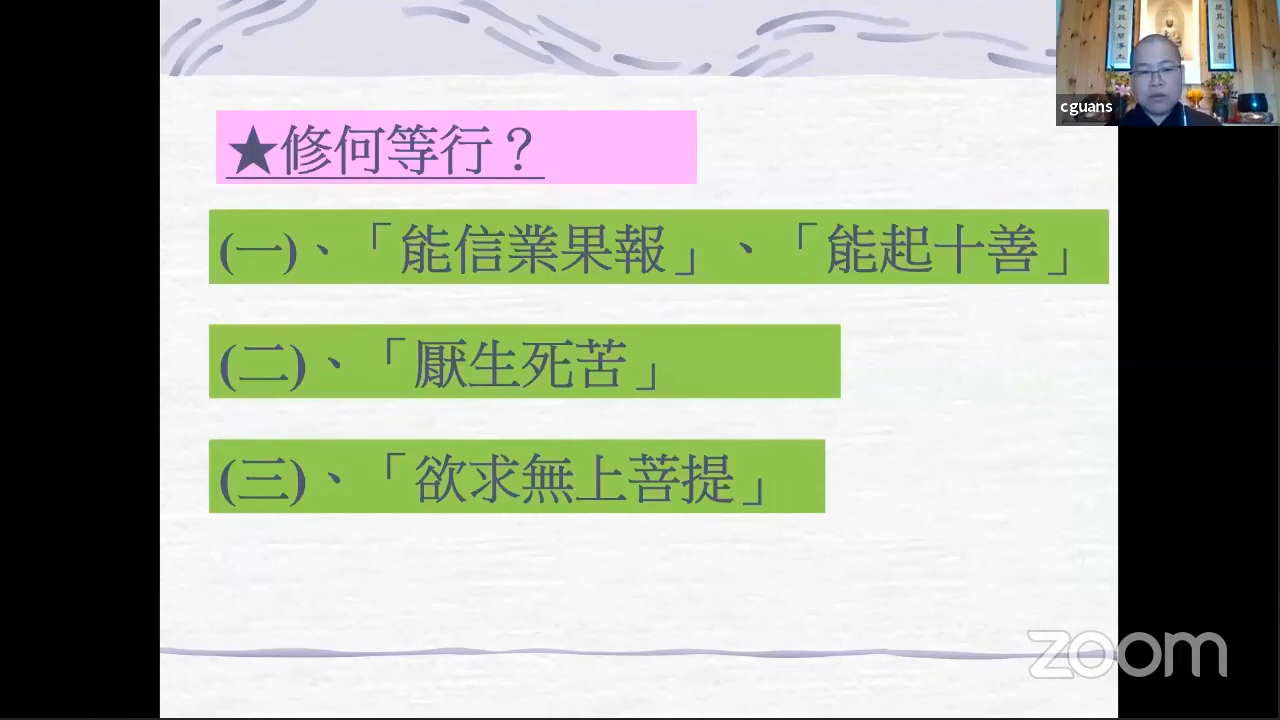 ★修何等行？
(一)、「能信業果報」、「能起十善」
(二)、「厭生死苦」
(三)、「欲求無上菩提」
cguans
zoom